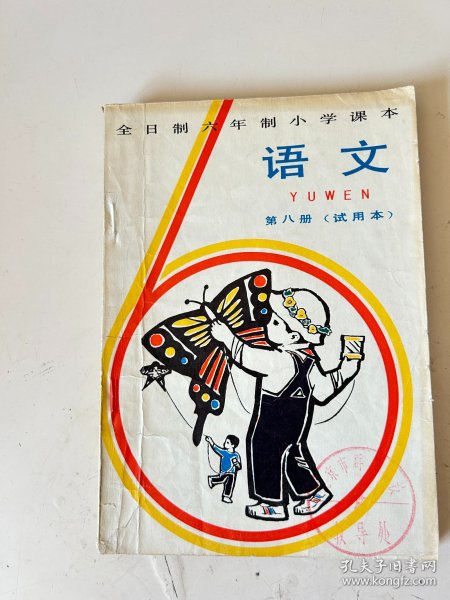 全日制六年制小学课本
语文
YUWEN
第八册（试用本）
孔夫子旧书网
www.kongfz.com